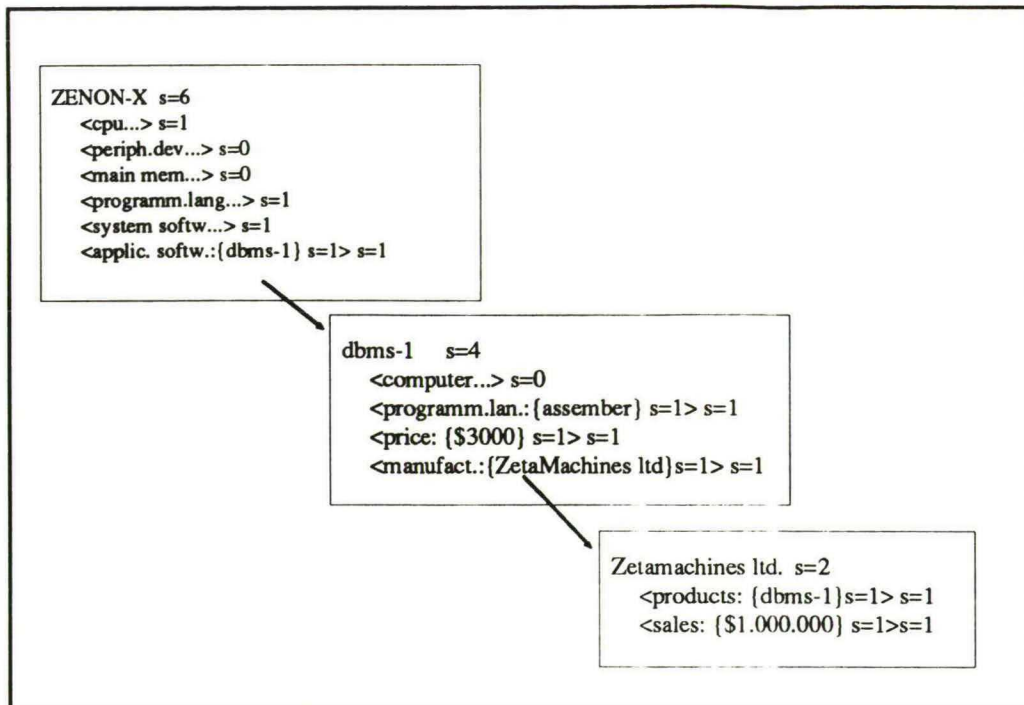 ZENON-X s=6
<cpu...> s=1
<periph.dev...> s=0
<main mem...> s=0
<programm.lang...> s=1
<system softw...> s=1
<applic. softw.:{dbms-1} s=1> s=1
dbms-1 s=4
<computer...> s=0
<programm.lan.:{assember} s=1> s=1
<price: {$3000} s=1> s=1
<manufact.:{ZetaMachines ltd}s=1> s=1
Zetamachines ltd. s=2
<products: {dbms-1}s=1> s=1
<sales: {$1.000.000} s=1>s=1